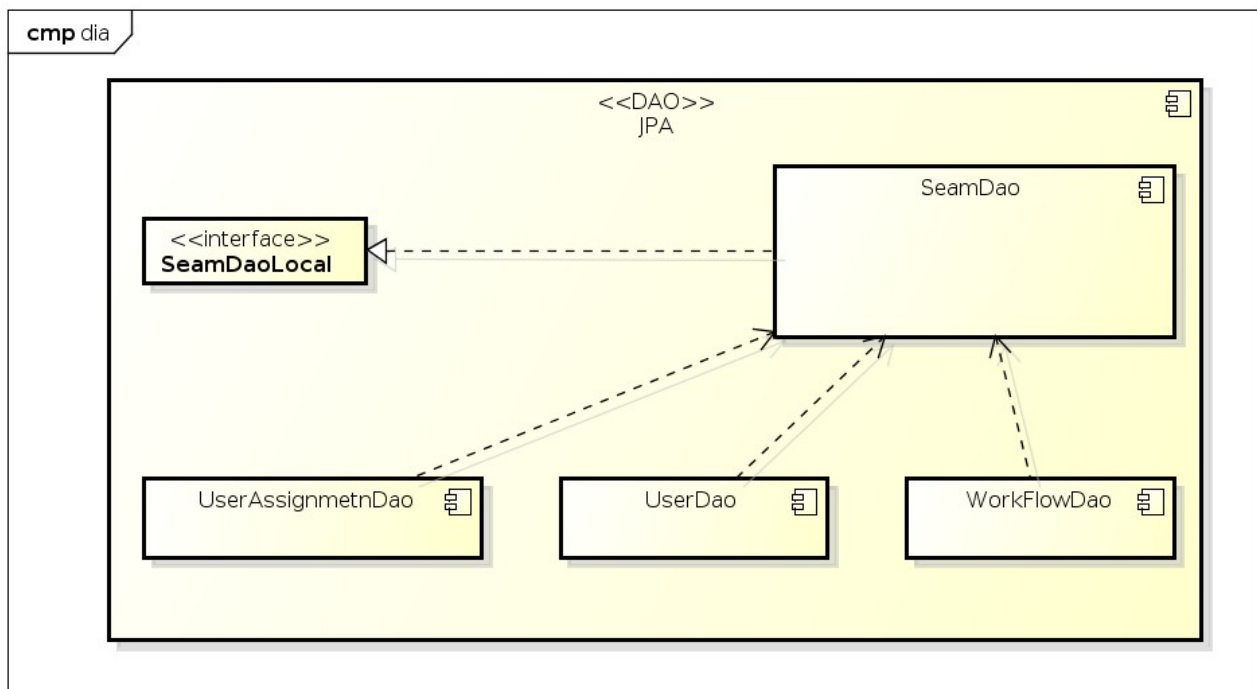 cmp dia
<<DAO>>
JPA
SeamDao
<<interface>>
SeamDaoLocal
UserAssignmetnDao
UserDao
WorkFlowDao